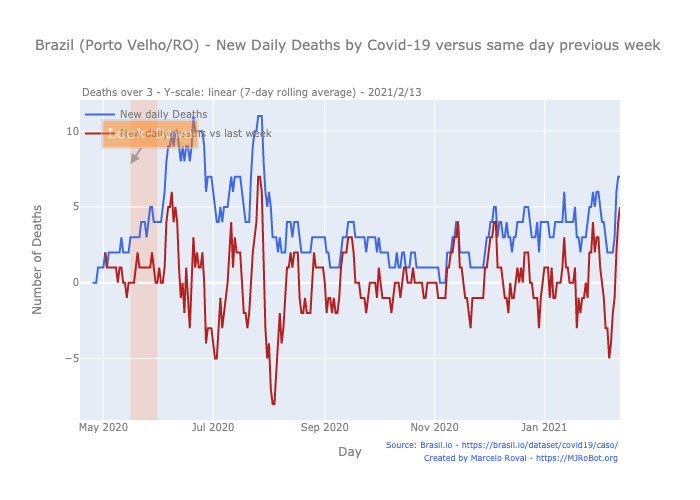 Brazil (Porto Velho/RO) - New Daily Deaths by Covid-19 versus same day previous week
Deaths over 3 - Y-scale: linear (7-day rolling average) - 2021/2/13
New daily Deaths
vs last week
10
5
0
−5
Number of Deaths
May 2020
Jul 2020
Sep 2020
Nov 2020
Jan 2021
Day
Source: Brasil.io - https://brasil.io/dataset/covid19/caso/
Created by Marcelo Rovai - https://MJRoBot.org